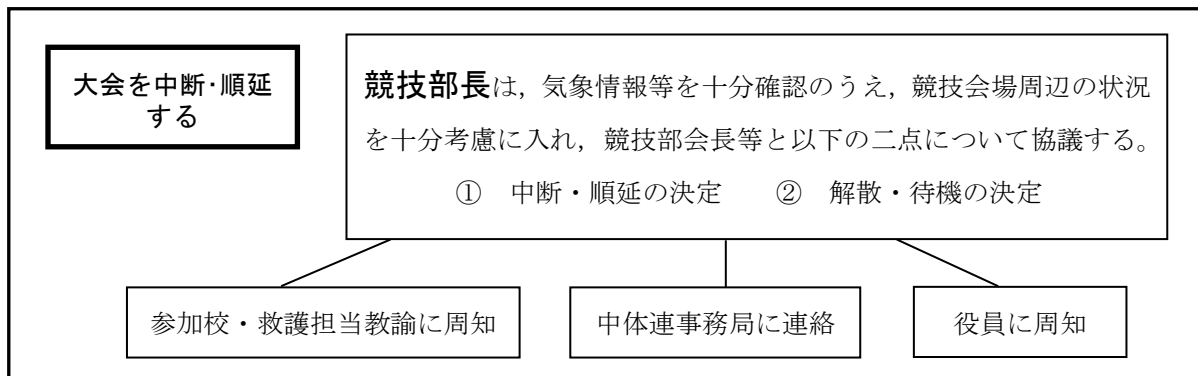 大会を中断･順延
する
競技部長は，気象情報等を十分確認のうえ，競技会場周辺の状況
を十分考慮に入れ，競技部会長等と以下の二点について協議する。
①　中断・順延の決定　　②　解散・待機の決定
参加校・救護担当教諭に周知
中体連事務局に連絡
役員に周知